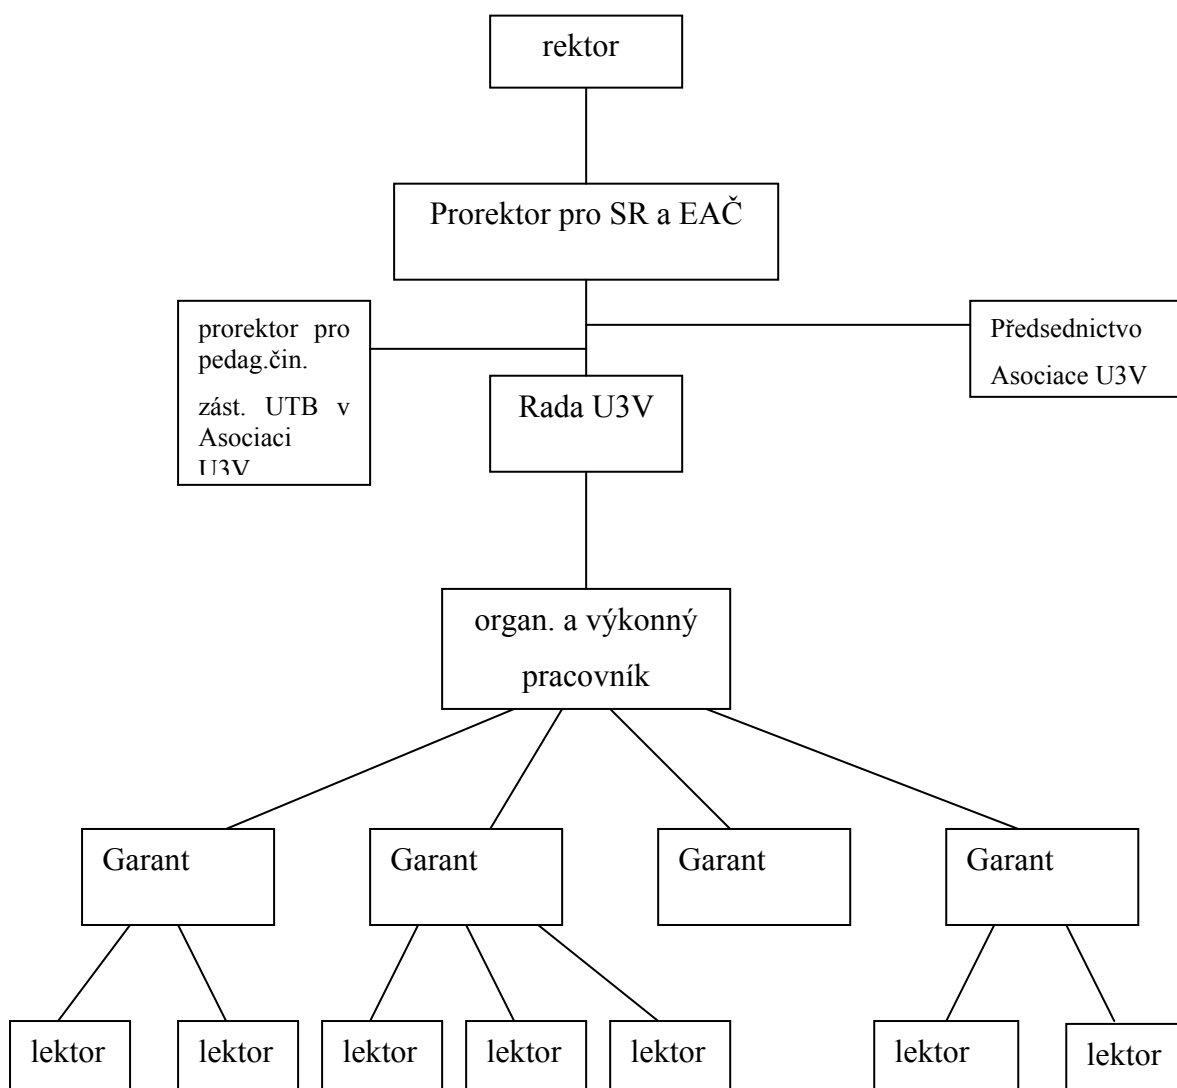 rektor
Prorektor pro SR a EAČ
prorektor pro
pedag.čin.
zást. UTB v
Asociaci
U3V
Předsednictvo
Asociace U3V
Rada U3V
organ. a výkonný
pracovník
Garant
Garant
Garant
Garant
lektor
lektor
lektor
lektor
lektor
lektor
lektor